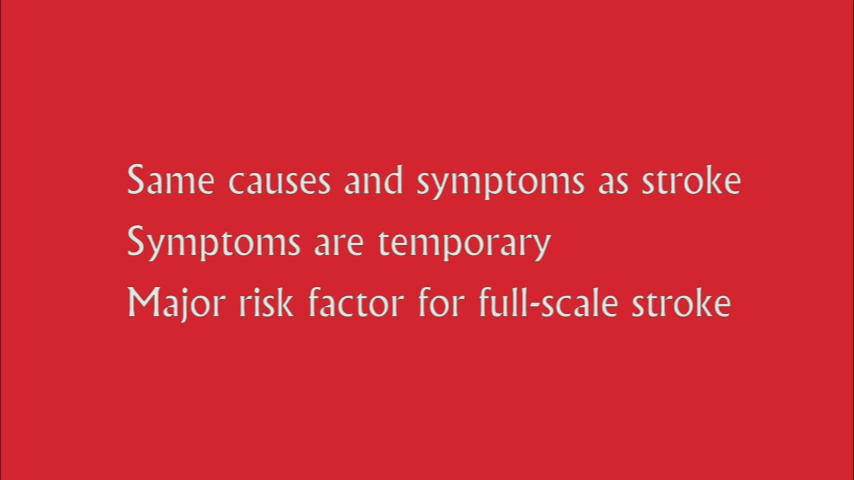 Same causes and symptoms as stroke
Symptoms are temporary
Major risk factor for full-scale stroke